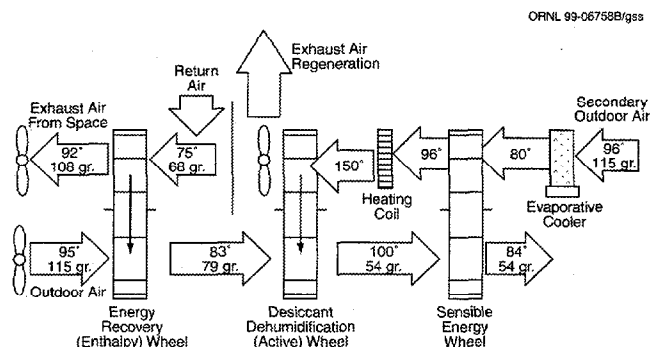 ORNL 99-06758B/gss
Exhaust Air
Regeneration
Return
Air
Exhaust Air
From Space
Secondary
Outdoor Air
92°
108 gr.
75°
68 gr.
150°
96°
80°
96°
115 gr.
Heating
Coil
Evaporative
Cooler
95°
115 gr.
83°
79 gr.
100°
54 gr.
84°
54 gr.
Outdoor Air
Energy
Recovery
(Enthalpy) Wheel
Desiccant
Dehumidification
(Active) Wheel
Sensible
Energy
Wheel